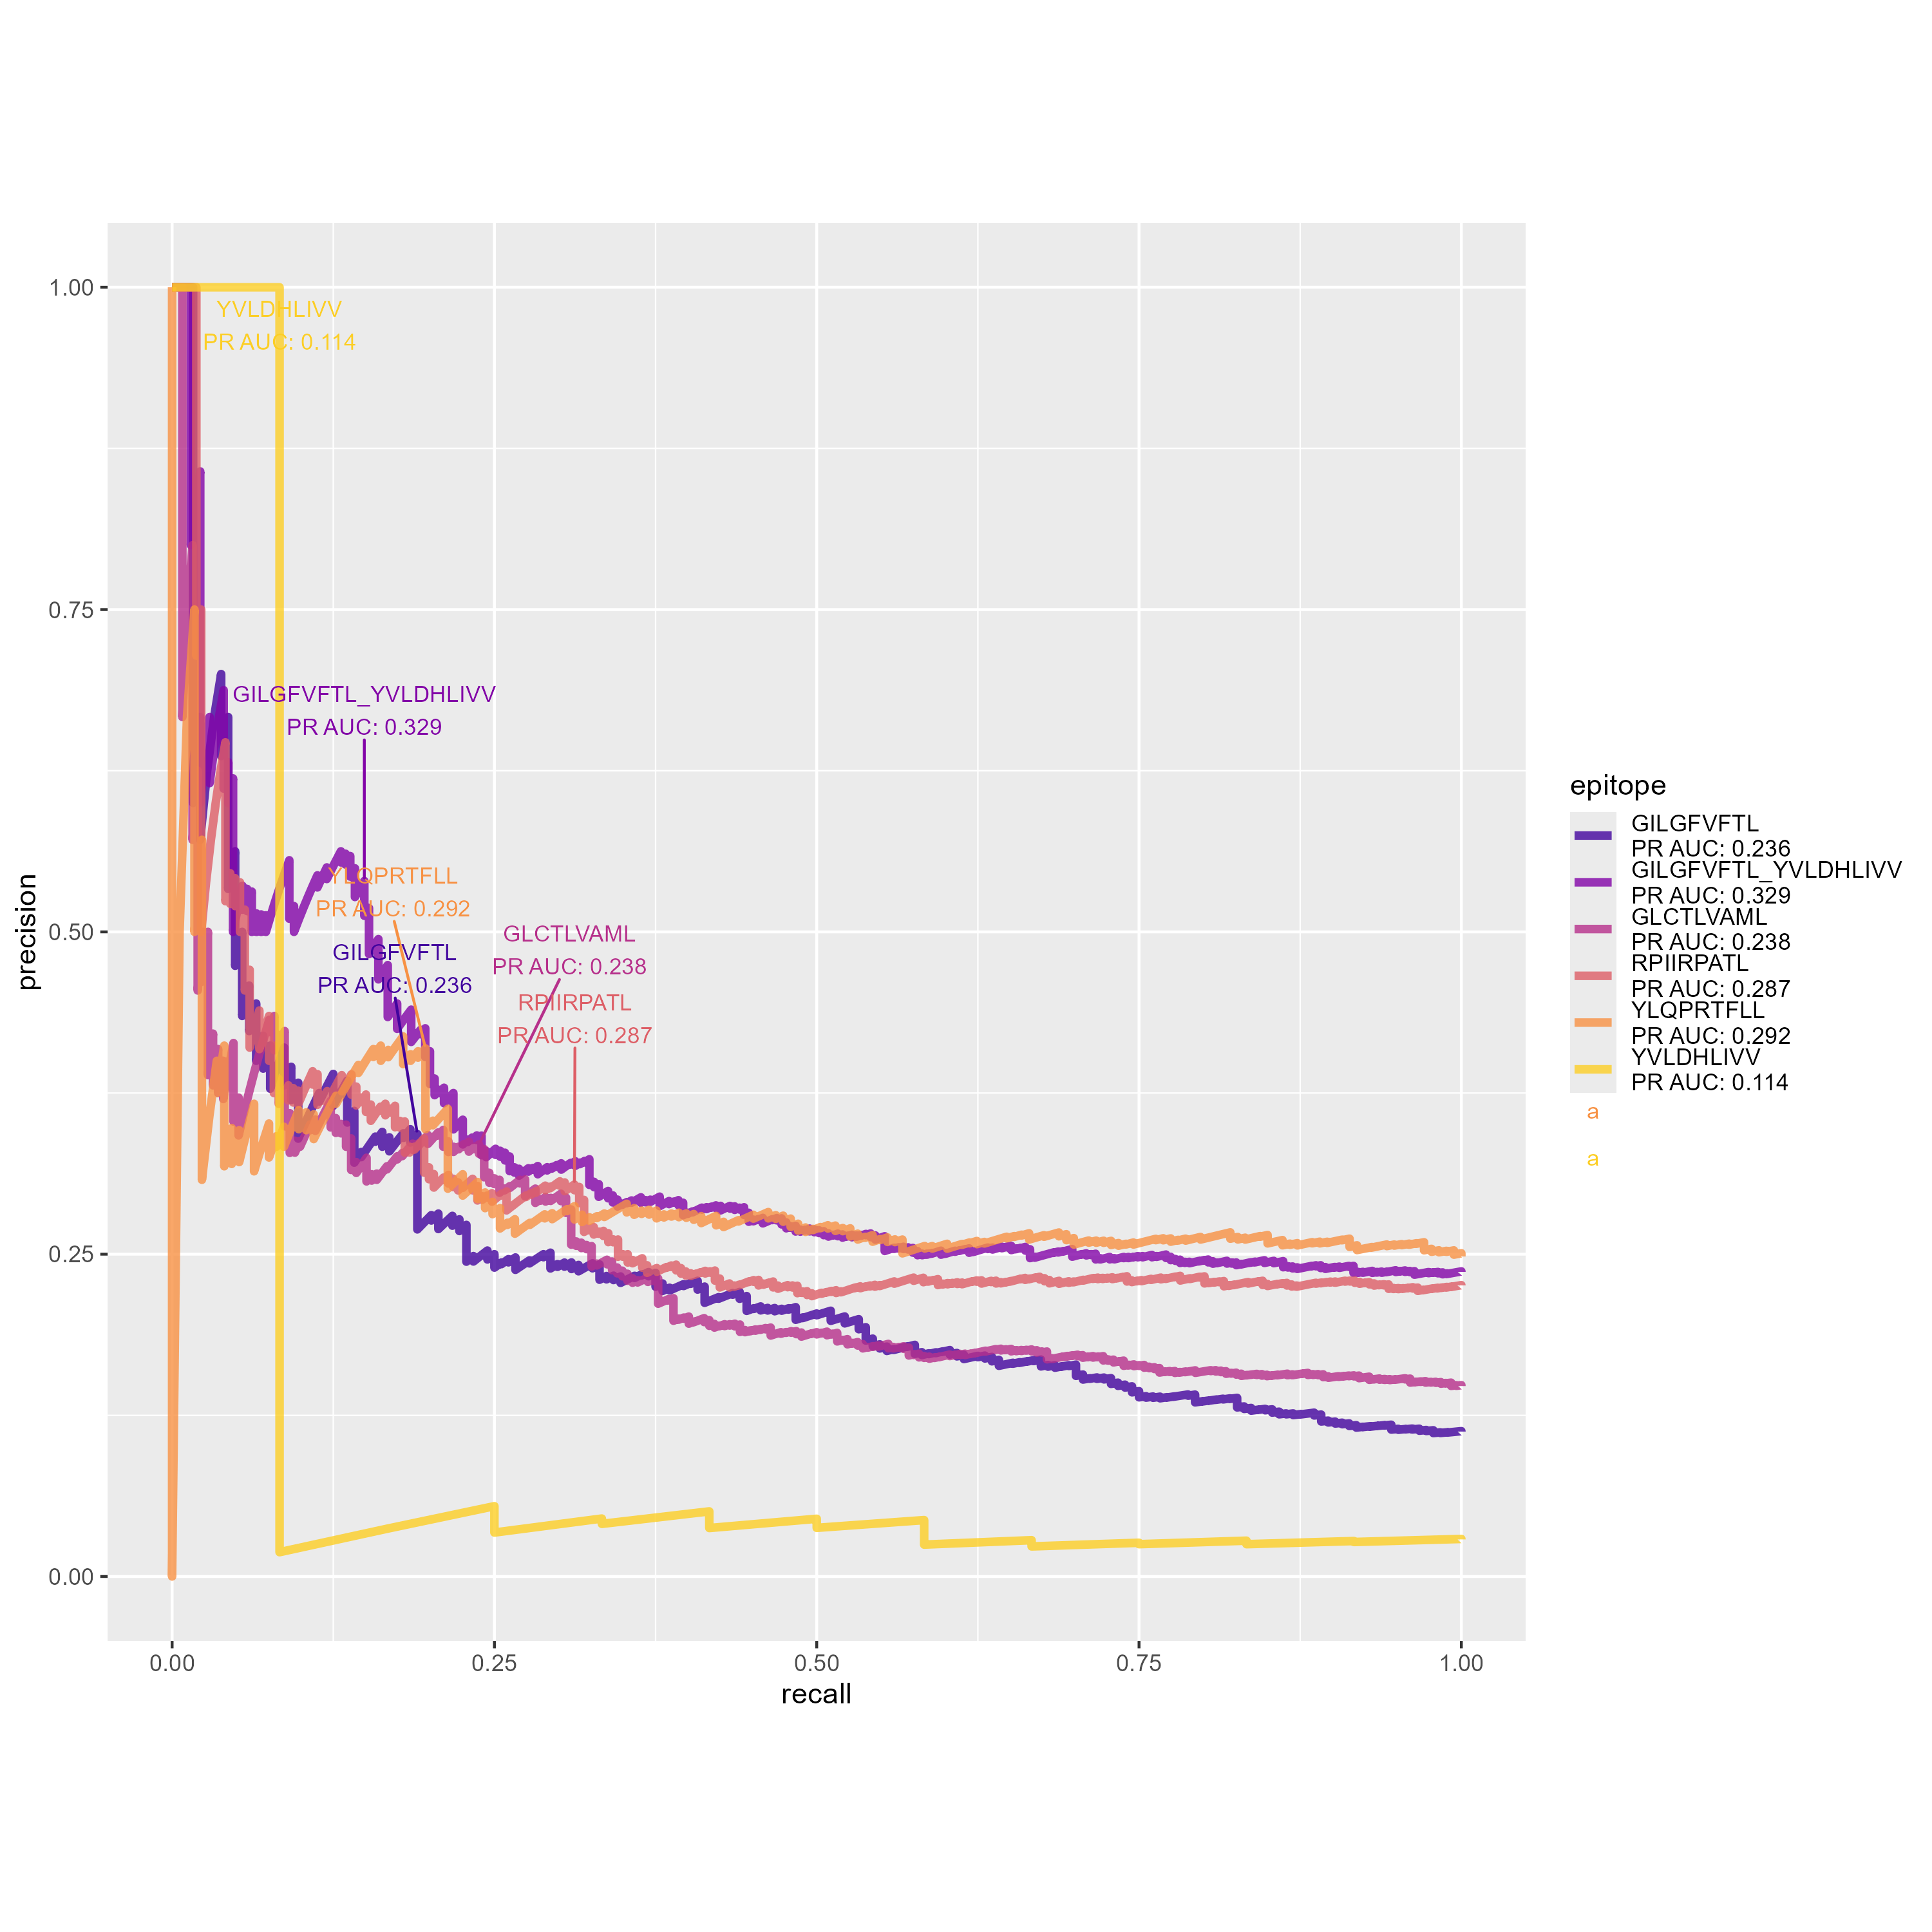 1.00
0.75
0.50
0.25
0.00
precision
YVLDHLIVV
PR AUC: 0.114
GILGFVFTL_YVLDHLIVV
PR AUC: 0.329
YLQPRTFLL
PR AUC: 0.292
GILGFVFTL
PR AUC: 0.236
GLCTLVAML
PR AUC: 0.238
RPIIRPATL
PR AUC: 0.287
0.00 0.25 0.50 0.75 1.00
recall
epitope
GILGFVFTL
PR AUC: 0.236
GILGFVFTL_YVLDHLIVV
PR AUC: 0.329
GLCTLVAML
PR AUC: 0.238
RPIIRPATL
PR AUC: 0.287
YLQPRTFLL
PR AUC: 0.292
YVLDHLIVV
PR AUC: 0.114
a
a